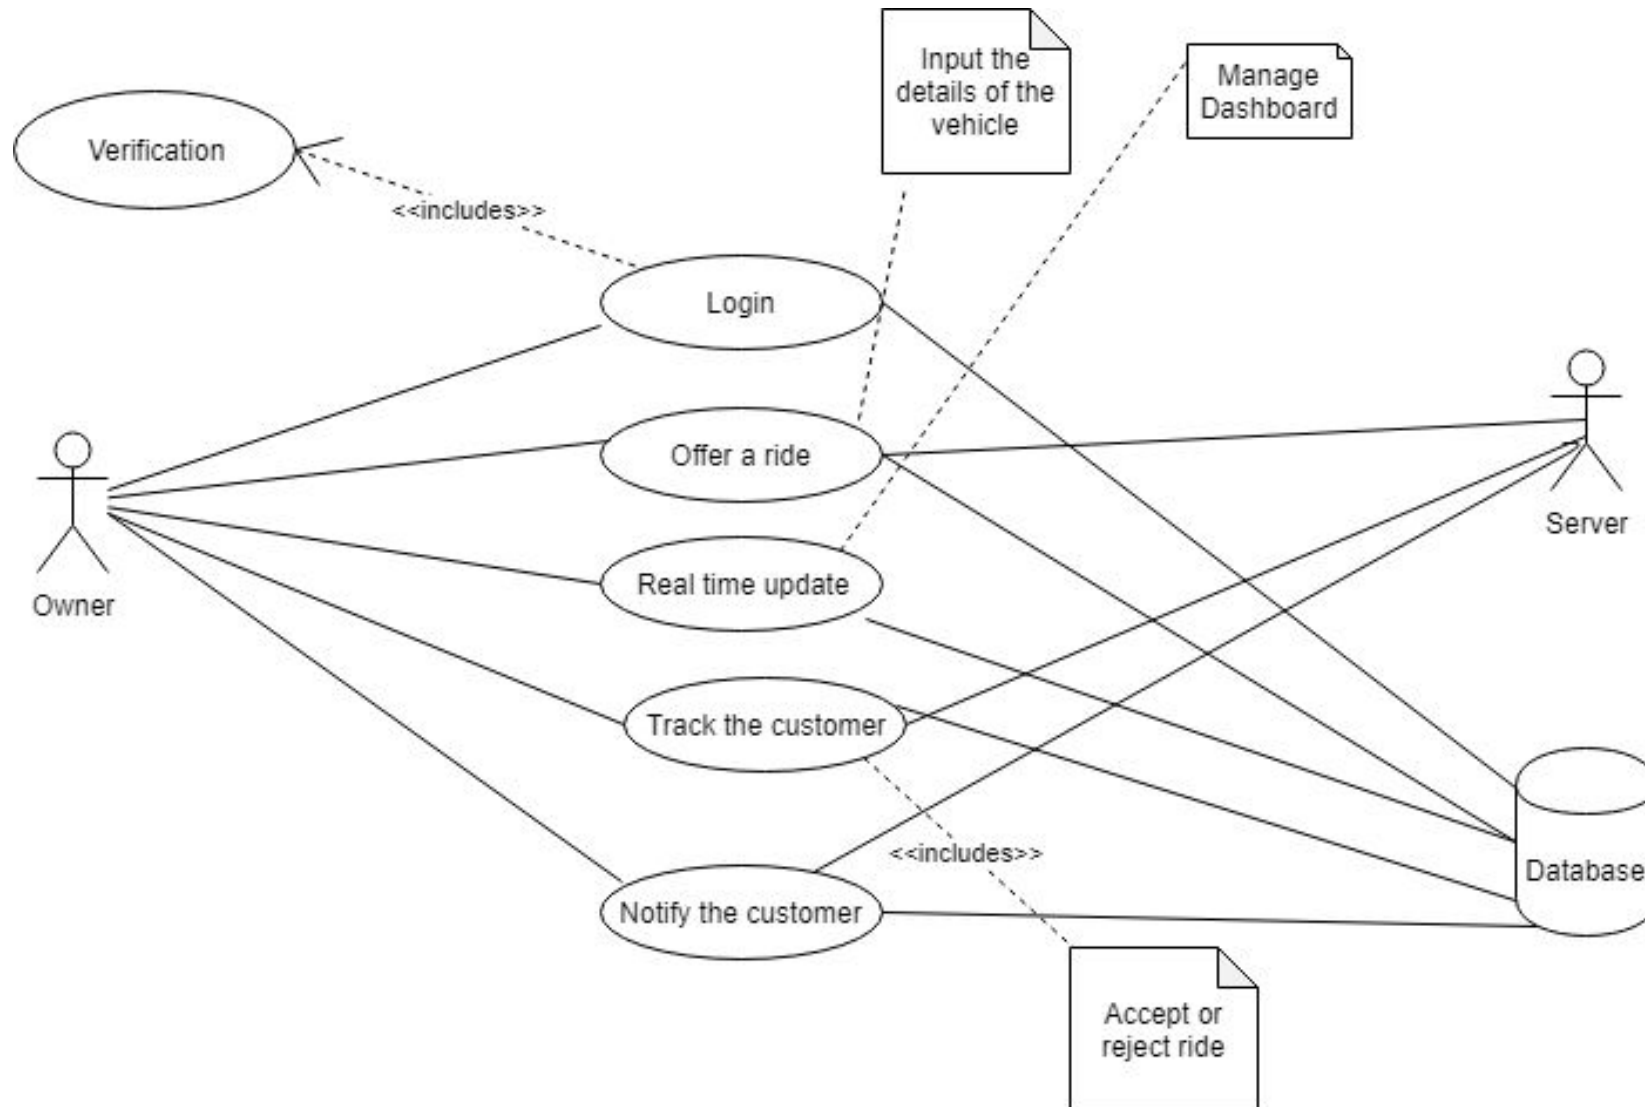 Input the
details of the
vehicle
Manage
Dashboard
Verification
<<includes>>
Login
Offer a ride
Server
Real time update
Owner
Track the customer
<<includes>>
Database
Notify the customer
Accept or
reject ride